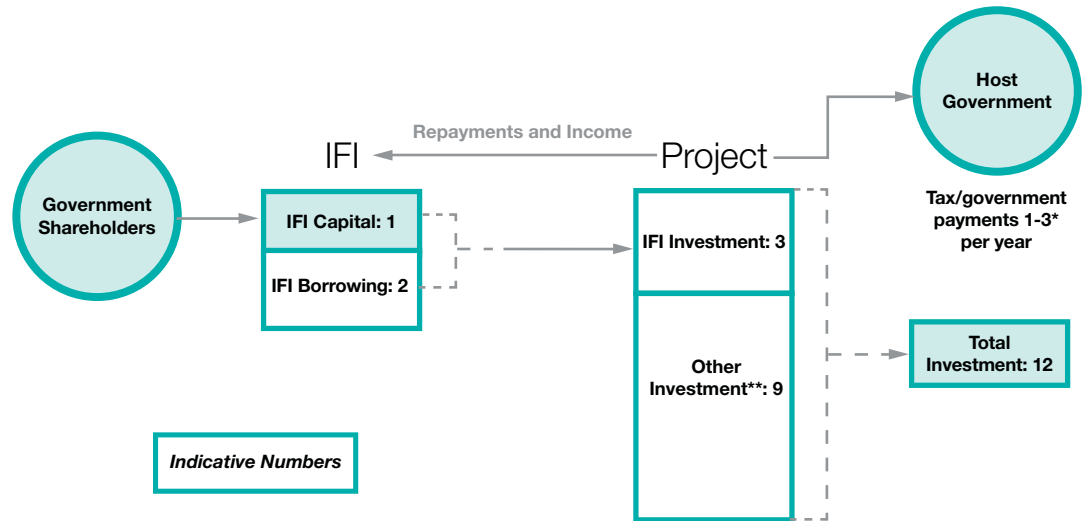 Host
Government
Repayments and Income
IFI
Project
Government
Shareholders
IFI Capital: 1
Tax/government
payments 1-3*
per year
IFI Investment: 3
IFI Borrowing: 2
Total
Investment: 12
Other
Investment**: 9
Indicative Numbers